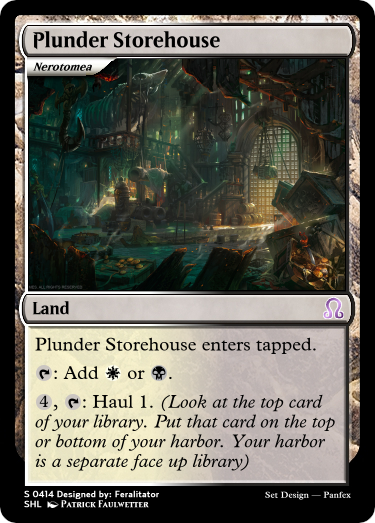 Plunder Storehouse
Nerotomea
Land
Plunder Storehouse enters tapped.
: Add or .
4, : Haul 1. (Look at the top card
of your library. Put that card on the top
or bottom of your harbor. Your harbor
is a separate face up library)
S 0414 Designed by: Feralitator
SHL PATRICK FAULWETTER
Set Design — Panfex